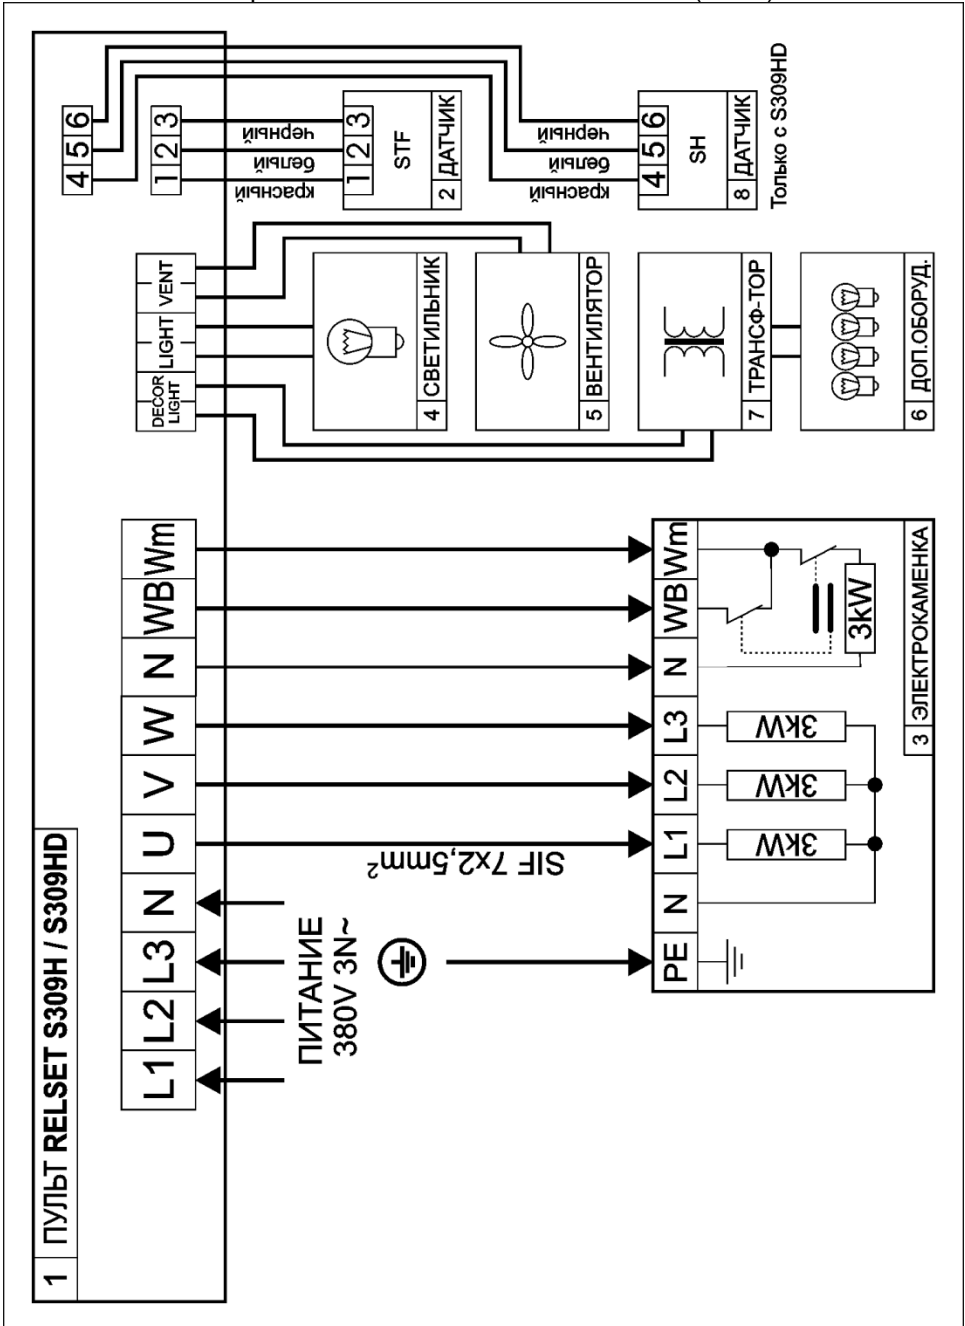 1 ПУЛЬТ RELSET S309H / S309HD
L1 L2 L3 N U V W N WB Wm
DECOR LIGHT LIGHT VENT
1 2 3
4 5 6
ПИТАНИЕ
380V 3N~
SIF 7x2,5mm²
красный
белый
черный
красный
белый
черный
1 2 3
STF
2 ДАТЧИК
4 5 6
SH
8 ДАТЧИК
Только с S309HD
4 СВЕТИЛЬНИК
5 ВЕНТИЛЯТОР
7 ТРАНСФ-ТОР
6 ДОП.ОБОРУД.
PE N L1 L2 L3 N WB Wm
3kW
3kW
3kW
3kW
3 ЭЛЕКТРОКАМЕНКА